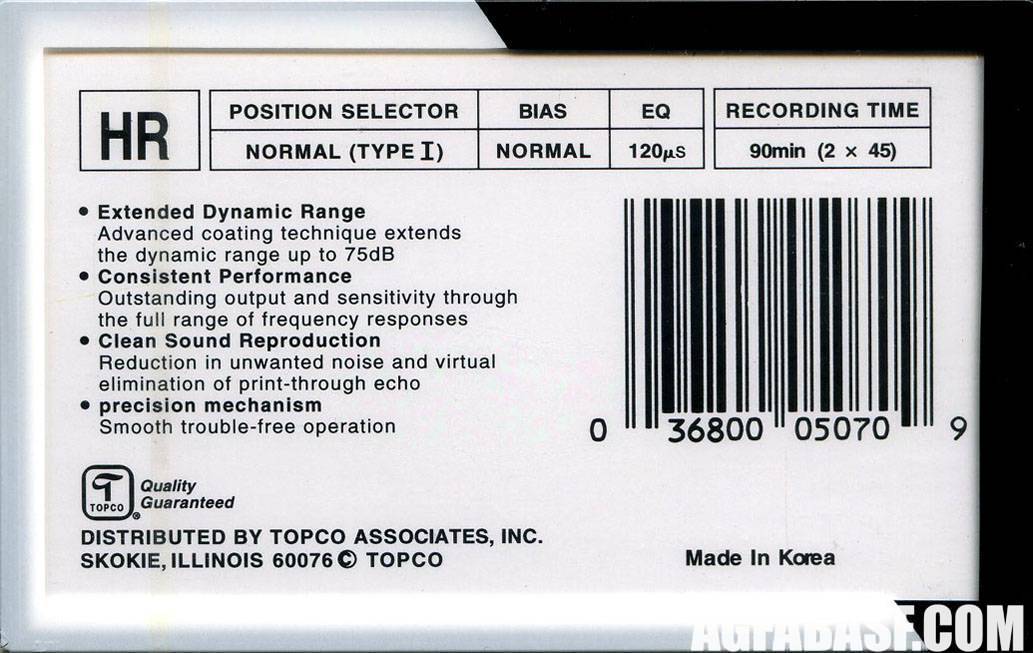 HR
POSITION SELECTOR BIAS EQ RECORDING TIME
NORMAL (TYPE I) NORMAL 120μS 90min (2 × 45)
• Extended Dynamic Range
Advanced coating technique extends
the dynamic range up to 75dB
• Consistent Performance
Outstanding output and sensitivity through
the full range of frequency responses
• Clean Sound Reproduction
Reduction in unwanted noise and virtual
elimination of print-through echo
• precision mechanism
Smooth trouble-free operation
0 36800 05070 9
TOPCO ®
Quality
Guaranteed
DISTRIBUTED BY TOPCO ASSOCIATES, INC.
SKOKIE, ILLINOIS 60076 © TOPCO
Made In Korea
AGFABASF.COM